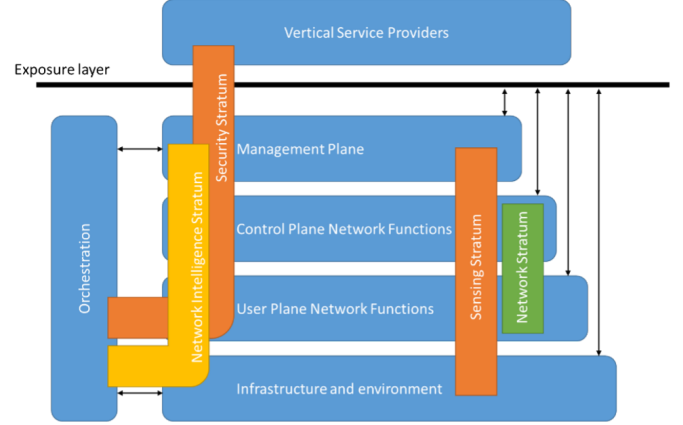 Vertical Service Providers
Exposure layer
Security Stratum
Management Plane
Orchestration
Network Intelligence Stratum
Control Plane Network Functions
Sensing Stratum
Network Stratum
User Plane Network Functions
Infrastructure and environment